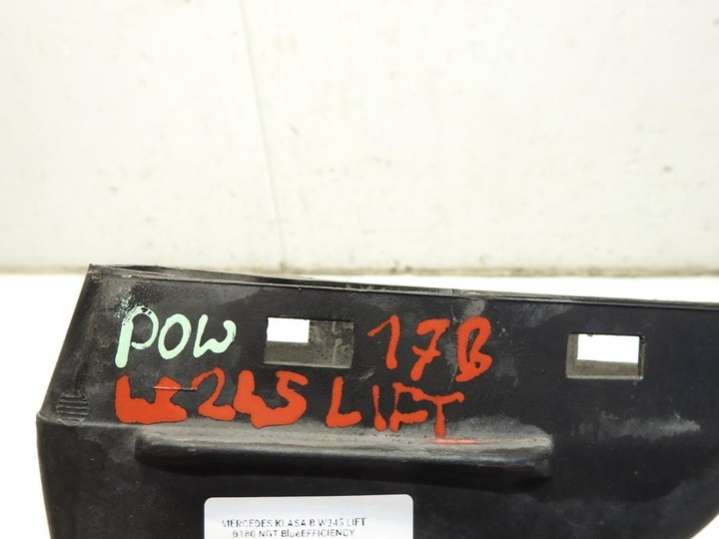 POW 17B
W245 LIFT
MERCEDES KLASA B W245 LIFT
B180 NGT BlueEFFICIENCY